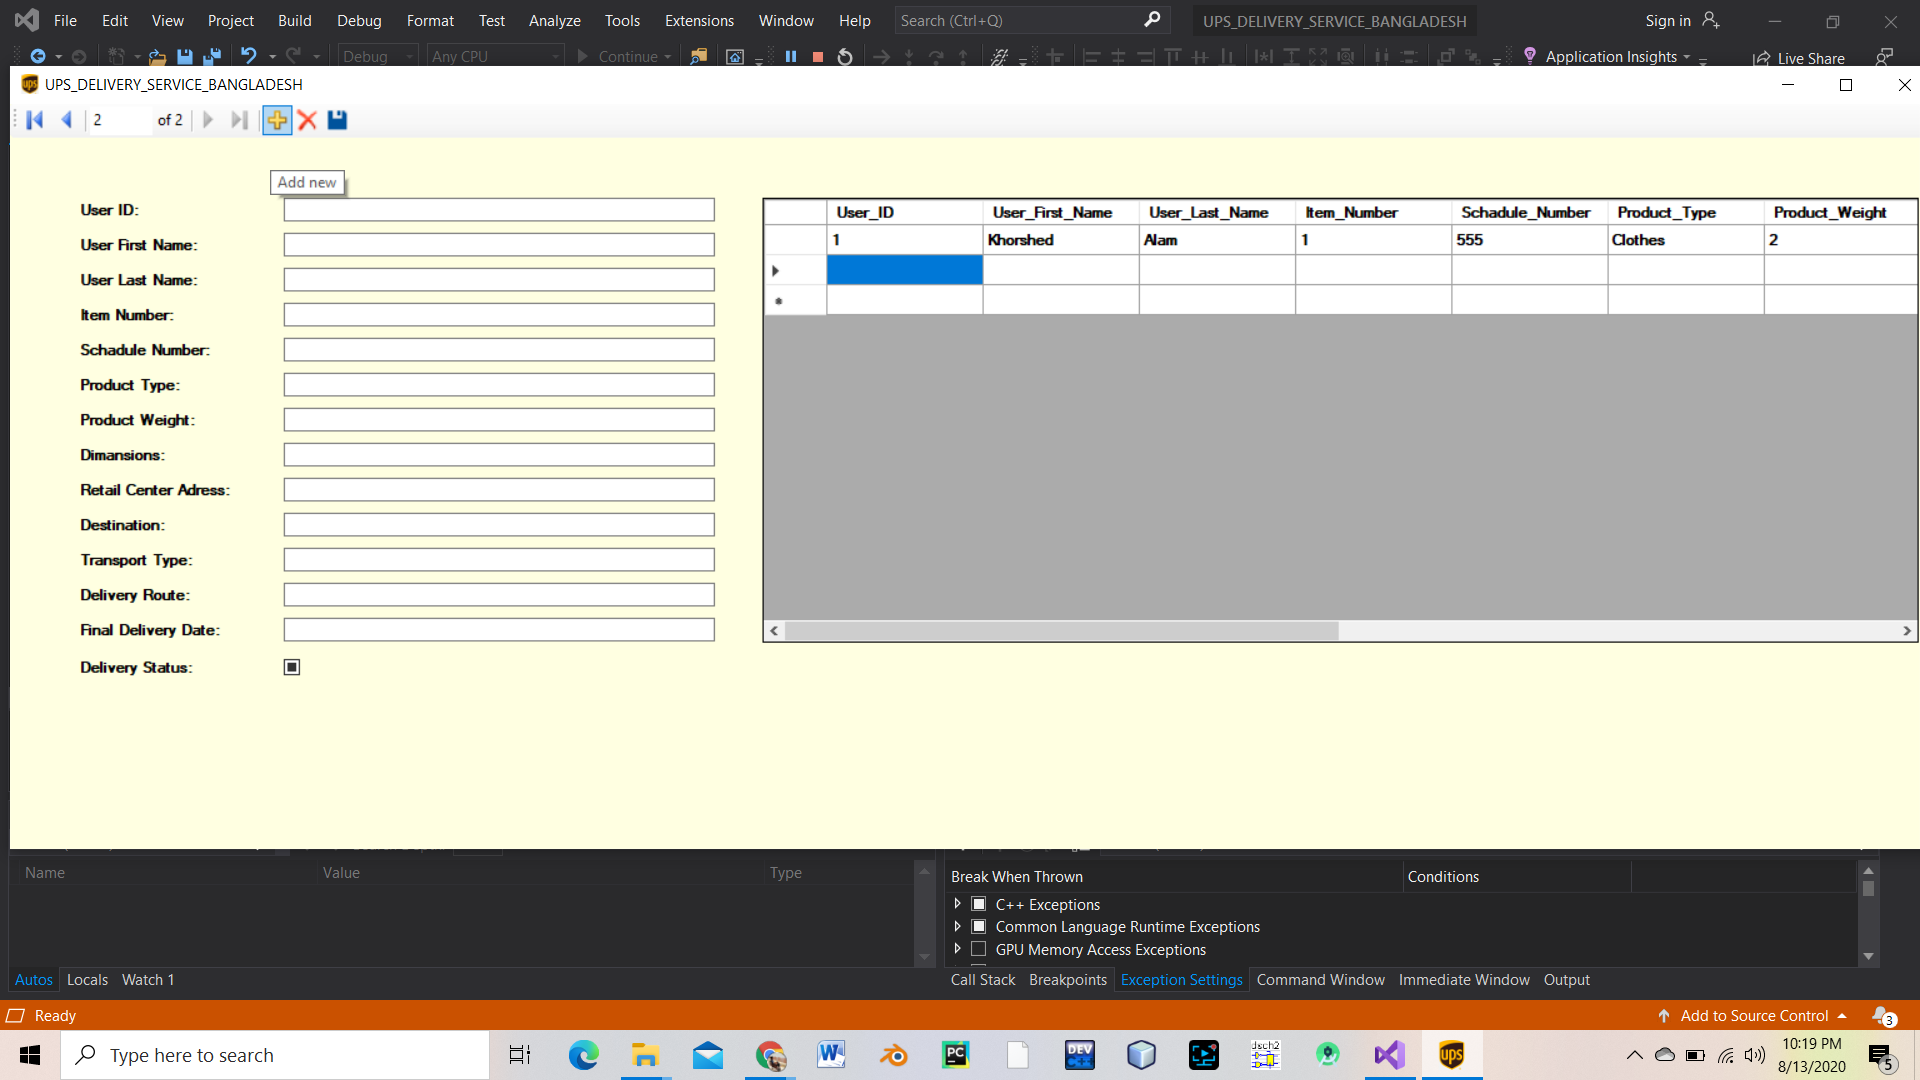 File Edit View Project Build Debug Format Test Analyze Tools Extensions Window Help Search (Ctrl+Q) UPS_DELIVERY_SERVICE_BANGLADESH Sign in
Debug Any CPU Continue Application Insights Live Share
UPS_DELIVERY_SERVICE_BANGLADESH
2 of 2
Add new
User ID:
User First Name:
User Last Name:
Item Number:
Schadule Number:
Product Type:
Product Weight:
Dimansions:
Retail Center Adress:
Destination:
Transport Type:
Delivery Route:
Final Delivery Date:
Delivery Status:
User_ID User_First_Name User_Last_Name Item_Number Schadule_Number Product_Type Product_Weight
1 Khorshed Alam 1 555 Clothes 2
Name Value Type
Break When Thrown Conditions
C++ Exceptions
Common Language Runtime Exceptions
GPU Memory Access Exceptions
Autos Locals Watch 1
Call Stack Breakpoints Exception Settings Command Window Immediate Window Output
Ready
Add to Source Control 3
Type here to search
W
PC
DEV
C++
dsch2
ups
10:19 PM
8/13/2020
5